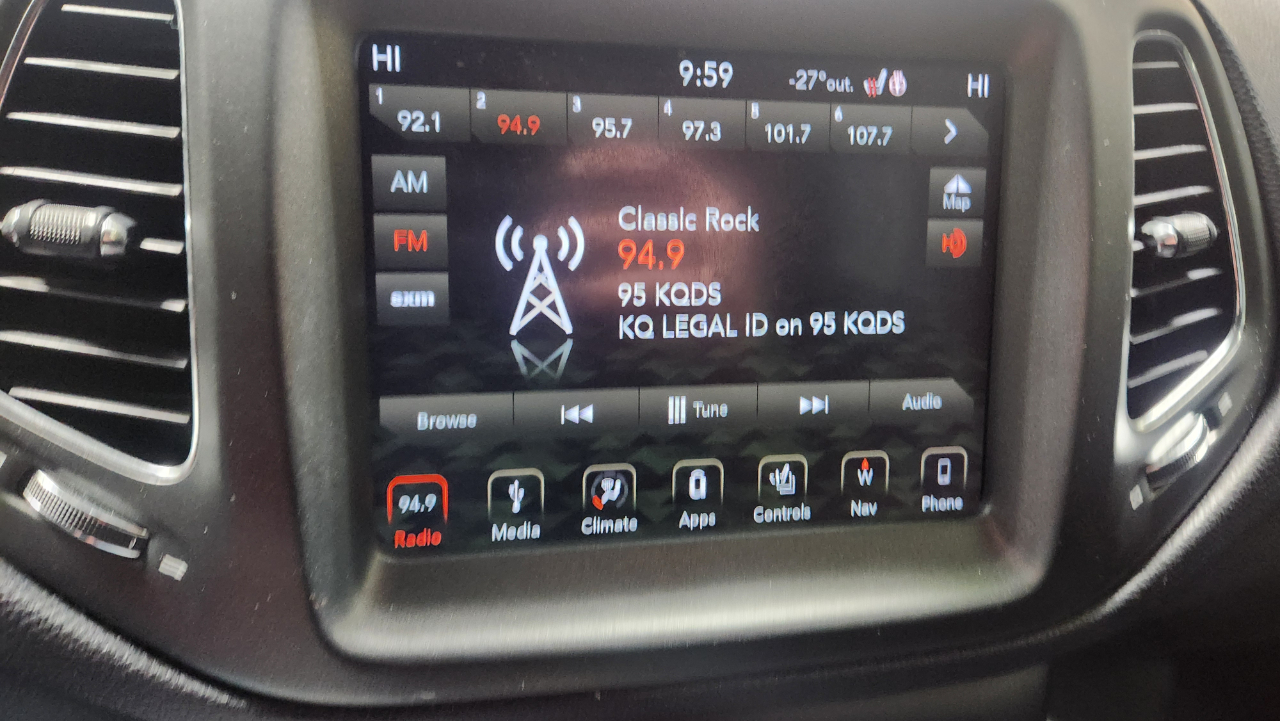 HI 9:59 -27°out. HI
1 92.1 2 94.9 3 95.7 4 97.3 5 101.7 6 107.7
AM
Map
FM
sxm
Classic Rock
94.9
95 KQDS
KQ LEGAL ID on 95 KQDS
Browse Tune Audio
94.9 W
Radio Media Climate Apps Controls Nav Phone